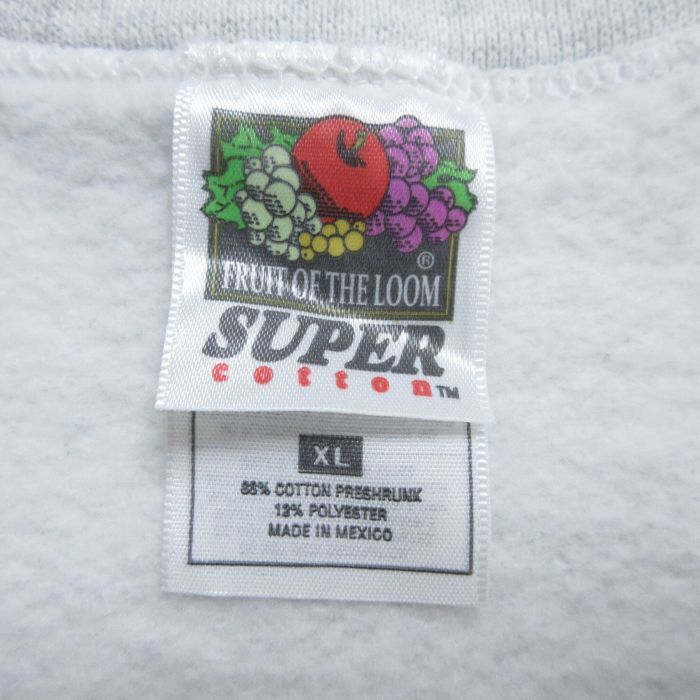 FRUIT OF THE LOOM ®
SUPER
cotton™
XL
88% COTTON PRESHRUNK
12% POLYESTER
MADE IN MEXICO